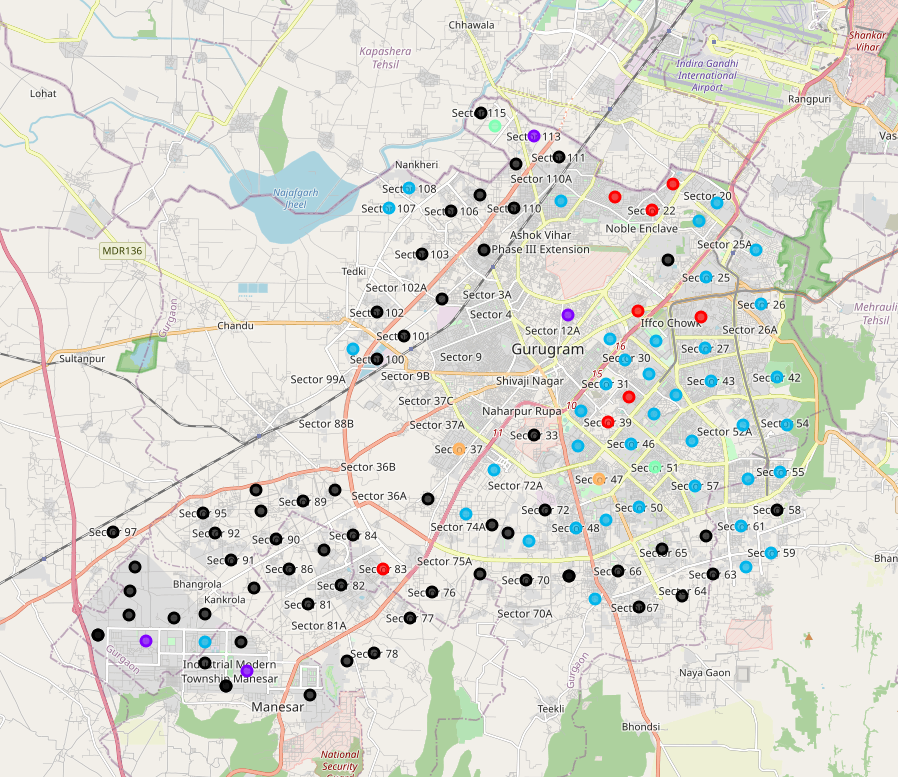 Chhawala
Shankar
Vihar
Kapashera
Tehsil
Indira Gandhi
International
Airport
Lohat
Rangpuri
Sector 115
Sector 113
Vas
Sector 111
Nankheri
Sector 110A
Najafgarh
Jheel
Sector 108
Sector 107
Sector 106
Sector 110
Sector 20
Sector 22
Noble Enclave
Ashok Vihar
Phase III Extension
MDR136
Sector 103
Sector 25A
Tedki
Sector 25
Sector 102A
Sector 3A
Sector 26
Mehrauli
Tehsil
Gurgaon
Sector 102
Sector 4
Chandu
Sector 12A
Iffco Chowk
Sector 26A
Sector 101
16
Gurugram
Sector 27
Sultanpur
Sector 100
Sector 9
Sector 30
Sector 99A
Sector 9B
Shivaji Nagar
15
Sector 31
Sector 43
Sector 42
Sector 37C
Naharpur Rupa
10
Sector 88B
Sector 37A
11
Sector 33
Sector 39
Sector 52A
Sector 54
Sector 37
Sector 46
Sector 36B
Sector 51
Sector 55
Sector 36A
Sector 72A
Sector 47
Sector 57
Sector 89
Sector 95
Sector 72
Sector 50
Sector 58
Sector 97
Sector 92
Sector 90
Sector 84
Sector 74A
Sector 48
Sector 61
Sector 91
Sector 75A
Sector 65
Sector 59
Bhan
Sector 86
Sector 83
Sector 66
Sector 63
Bhangrola
Sector 82
Sector 76
Sector 70
Sector 64
Kankrola
Sector 81
Sector 67
Sector 77
Sector 70A
Sector 81A
Gurgaon
Sector 78
Gurgaon
Industrial Modern
Township Manesar
Naya Gaon
Manesar
Teekli
Bhondsi
National
Security
Guard